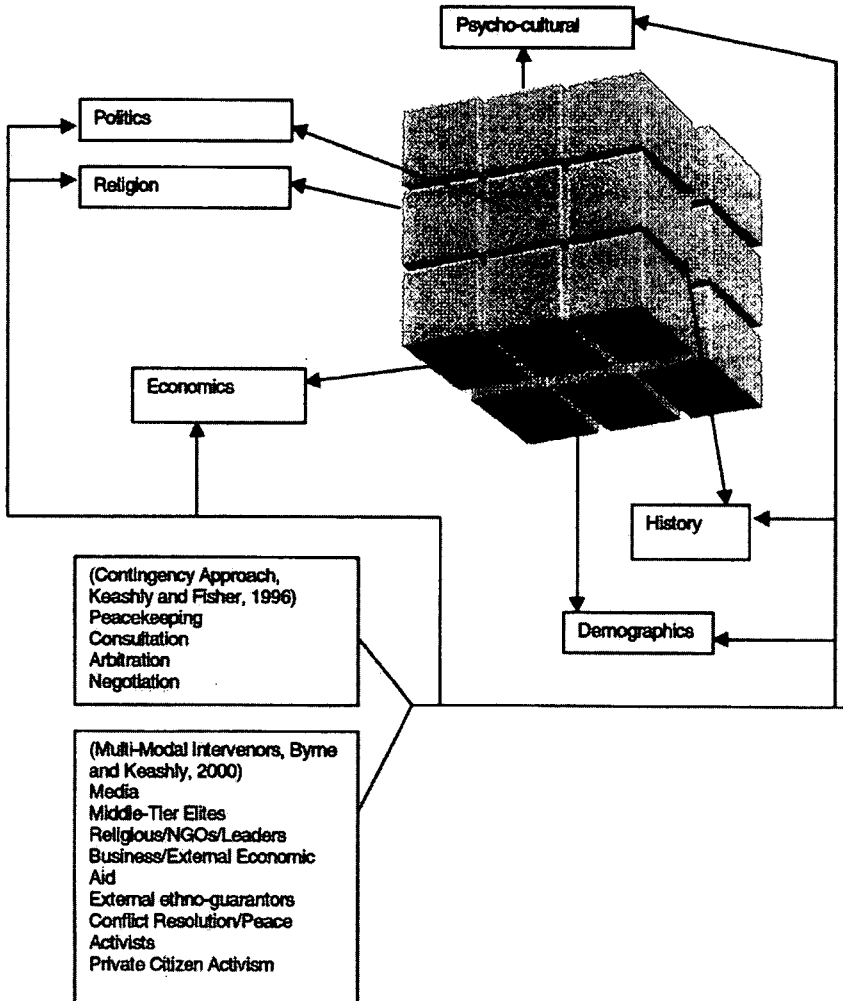 Psycho-cultural
Politics
Religion
Economics
History
Demographics
(Contingency Approach,
Keashly and Fisher, 1996)
Peacekeeping
Consultation
Arbitration
Negotiation
(Multi-Modal Intervenors, Byrne
and Keashly, 2000)
Media
Middle-Tier Elites
Religious/NGOs/Leaders
Business/External Economic
Aid
External ethno-guarantors
Conflict Resolution/Peace
Activists
Private Citizen Activism